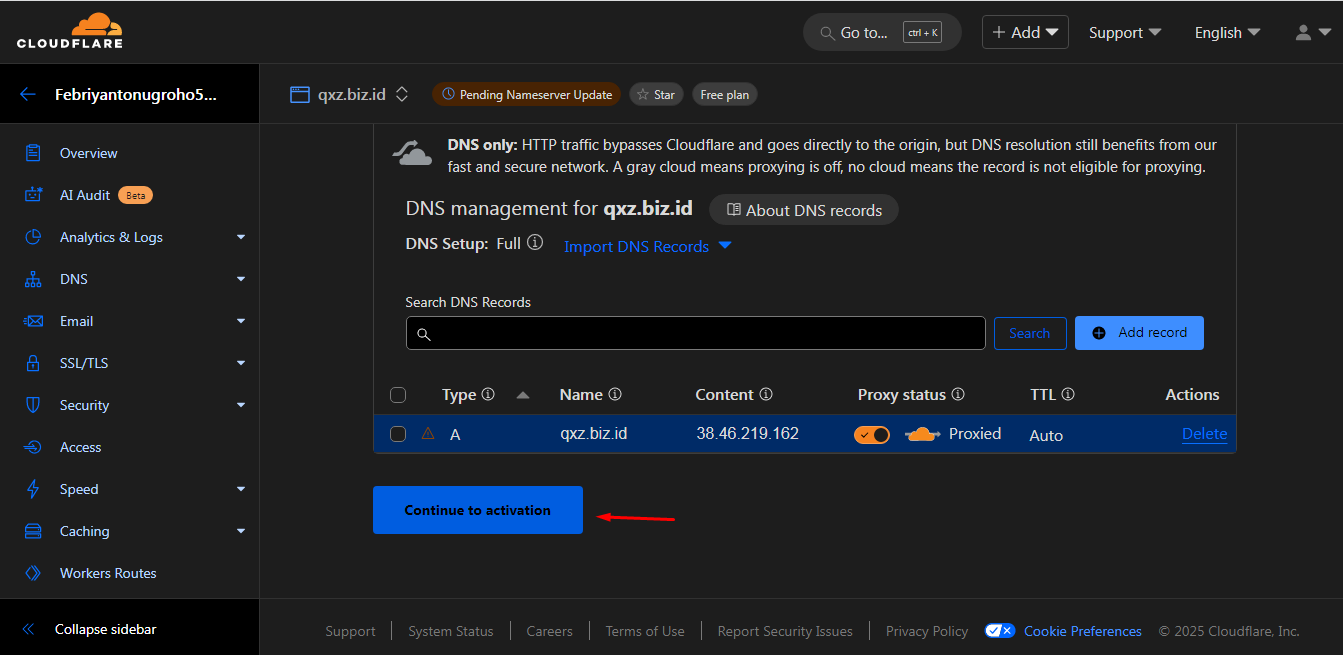 CLOUDFLARE
Go to... ctrl + K
+ Add
Support
English
Febriyantonugroho5...
qxz.biz.id
Pending Nameserver Update
Star
Free plan
Overview
AI Audit Beta
Analytics & Logs
DNS
Email
SSL/TLS
Security
Access
Speed
Caching
Workers Routes
Collapse sidebar
DNS only: HTTP traffic bypasses Cloudflare and goes directly to the origin, but DNS resolution still benefits from our
fast and secure network. A gray cloud means proxying is off, no cloud means the record is not eligible for proxying.
DNS management for qxz.biz.id
About DNS records
DNS Setup: Full
Import DNS Records
Search DNS Records
Search
Add record
Type Name Content Proxy status TTL Actions
A qxz.biz.id 38.46.219.162 Proxied Auto Delete
Continue to activation
Support System Status Careers Terms of Use Report Security Issues Privacy Policy Cookie Preferences © 2025 Cloudflare, Inc.